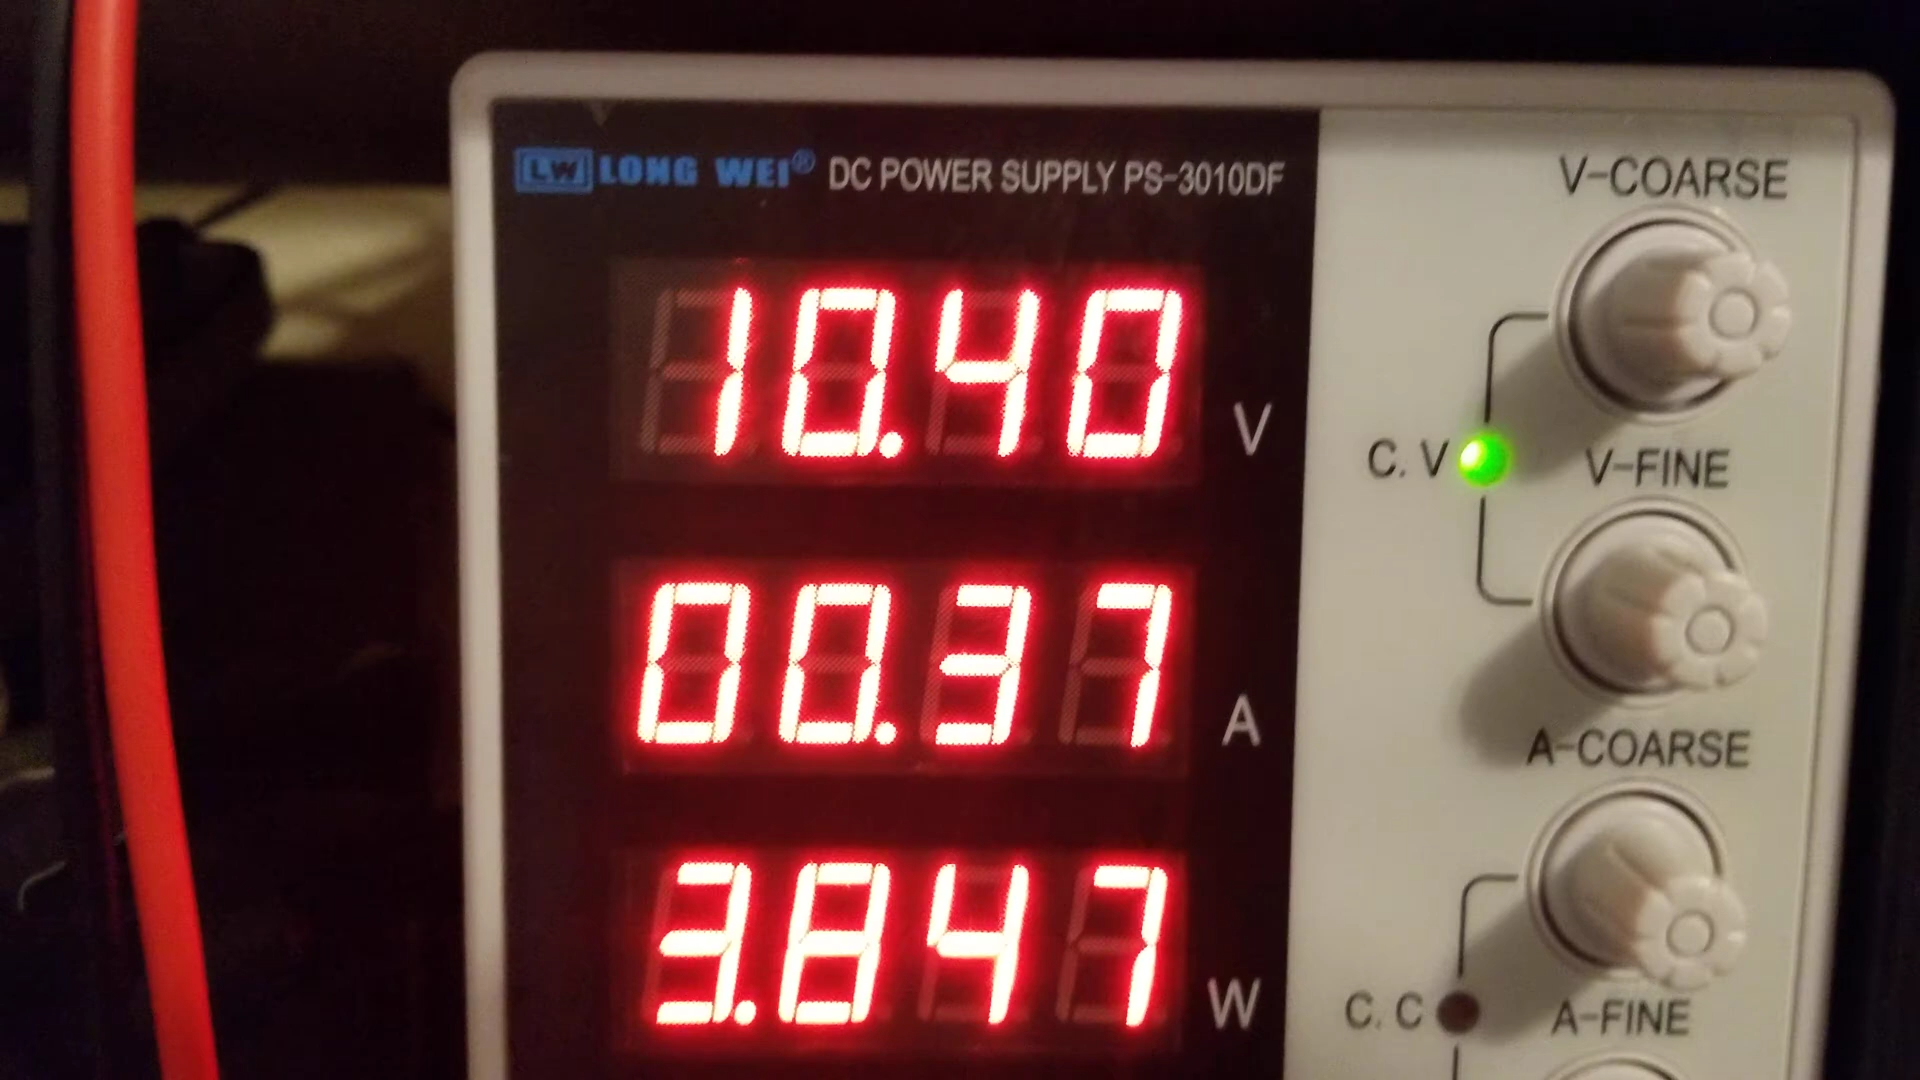 LW LONG WEI® DC POWER SUPPLY PS-3010DF
V-COARSE
10.40 V
C.V
V-FINE
00.37 A
A-COARSE
3.847 W
C.C
A-FINE